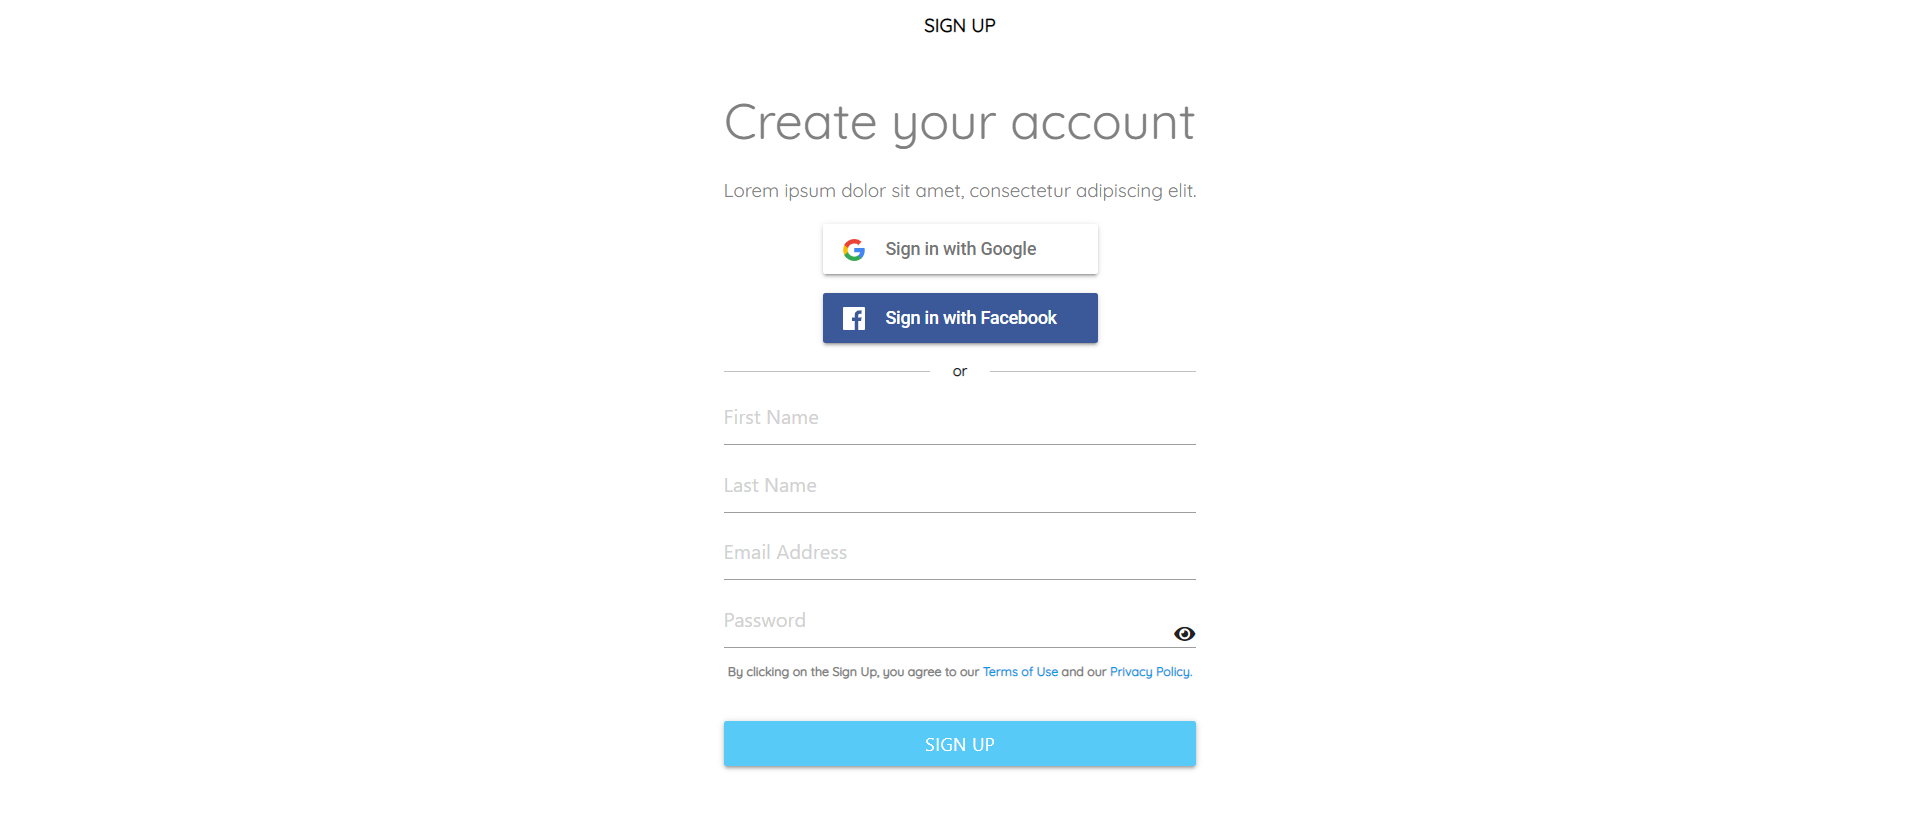 SIGN UP
Create your account
Lorem ipsum dolor sit amet, consectetur adipiscing elit.
Sign in with Google
Sign in with Facebook
or
First Name
Last Name
Email Address
Password
By clicking on the Sign Up, you agree to our Terms of Use and our Privacy Policy.
SIGN UP